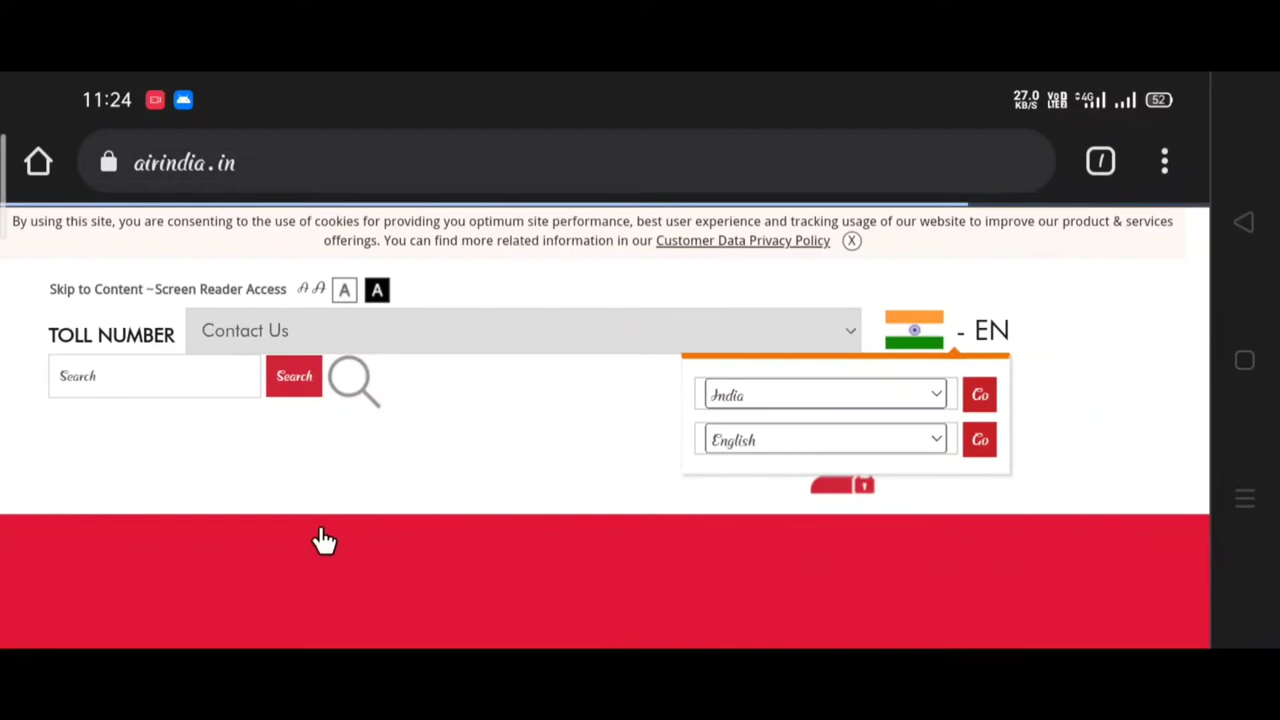 11:24
27.0 KB/S VoD LTED 4G 52
airindia.in
By using this site, you are consenting to the use of cookies for providing you optimum site performance, best user experience and tracking usage of our website to improve our product & services
offerings. You can find more related information in our Customer Data Privacy Policy X
Skip to Content ~Screen Reader Access A A A A
TOLL NUMBER Contact Us - EN
Search Search
India Go
English Go